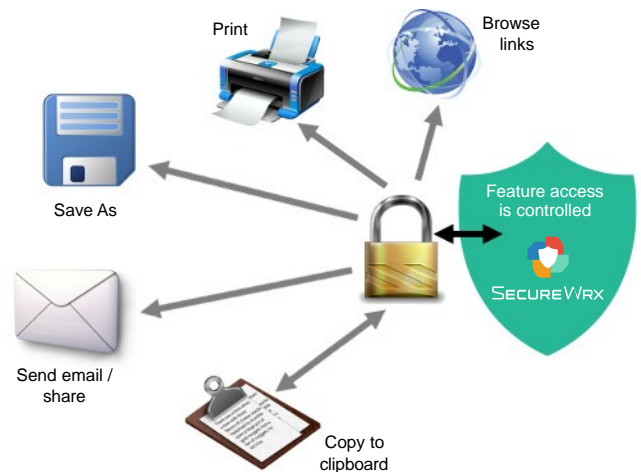 Print
Browse
links
Save As
Feature access
is controlled
SECUREWRX
Send email /
share
Copy to
clipboard